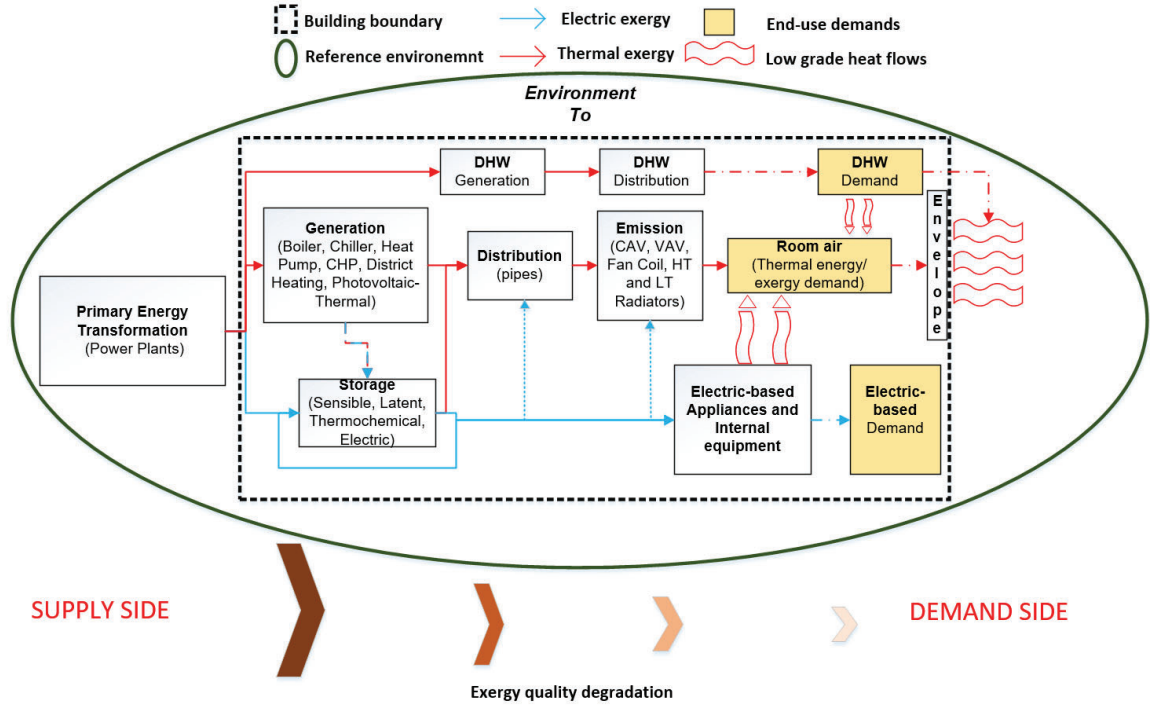 Building boundary
Electric exergy
End-use demands
Reference environemnt
Thermal exergy
Low grade heat flows
Environment
To
DHW
Generation
DHW
Distribution
DHW
Demand
Envelope
Generation
(Boiler, Chiller, Heat
Pump, CHP, District
Heating, Photovoltaic-
Thermal)
Distribution
(pipes)
Emission
(CAV, VAV,
Fan Coil, HT
and LT
Radiators)
Room air
(Thermal energy/
exergy demand)
Primary Energy
Transformation
(Power Plants)
Storage
(Sensible, Latent,
Thermochemical,
Electric)
Electric-based
Appliances and
Internal
equipment
Electric-
based
Demand
SUPPLY SIDE
DEMAND SIDE
Exergy quality degradation